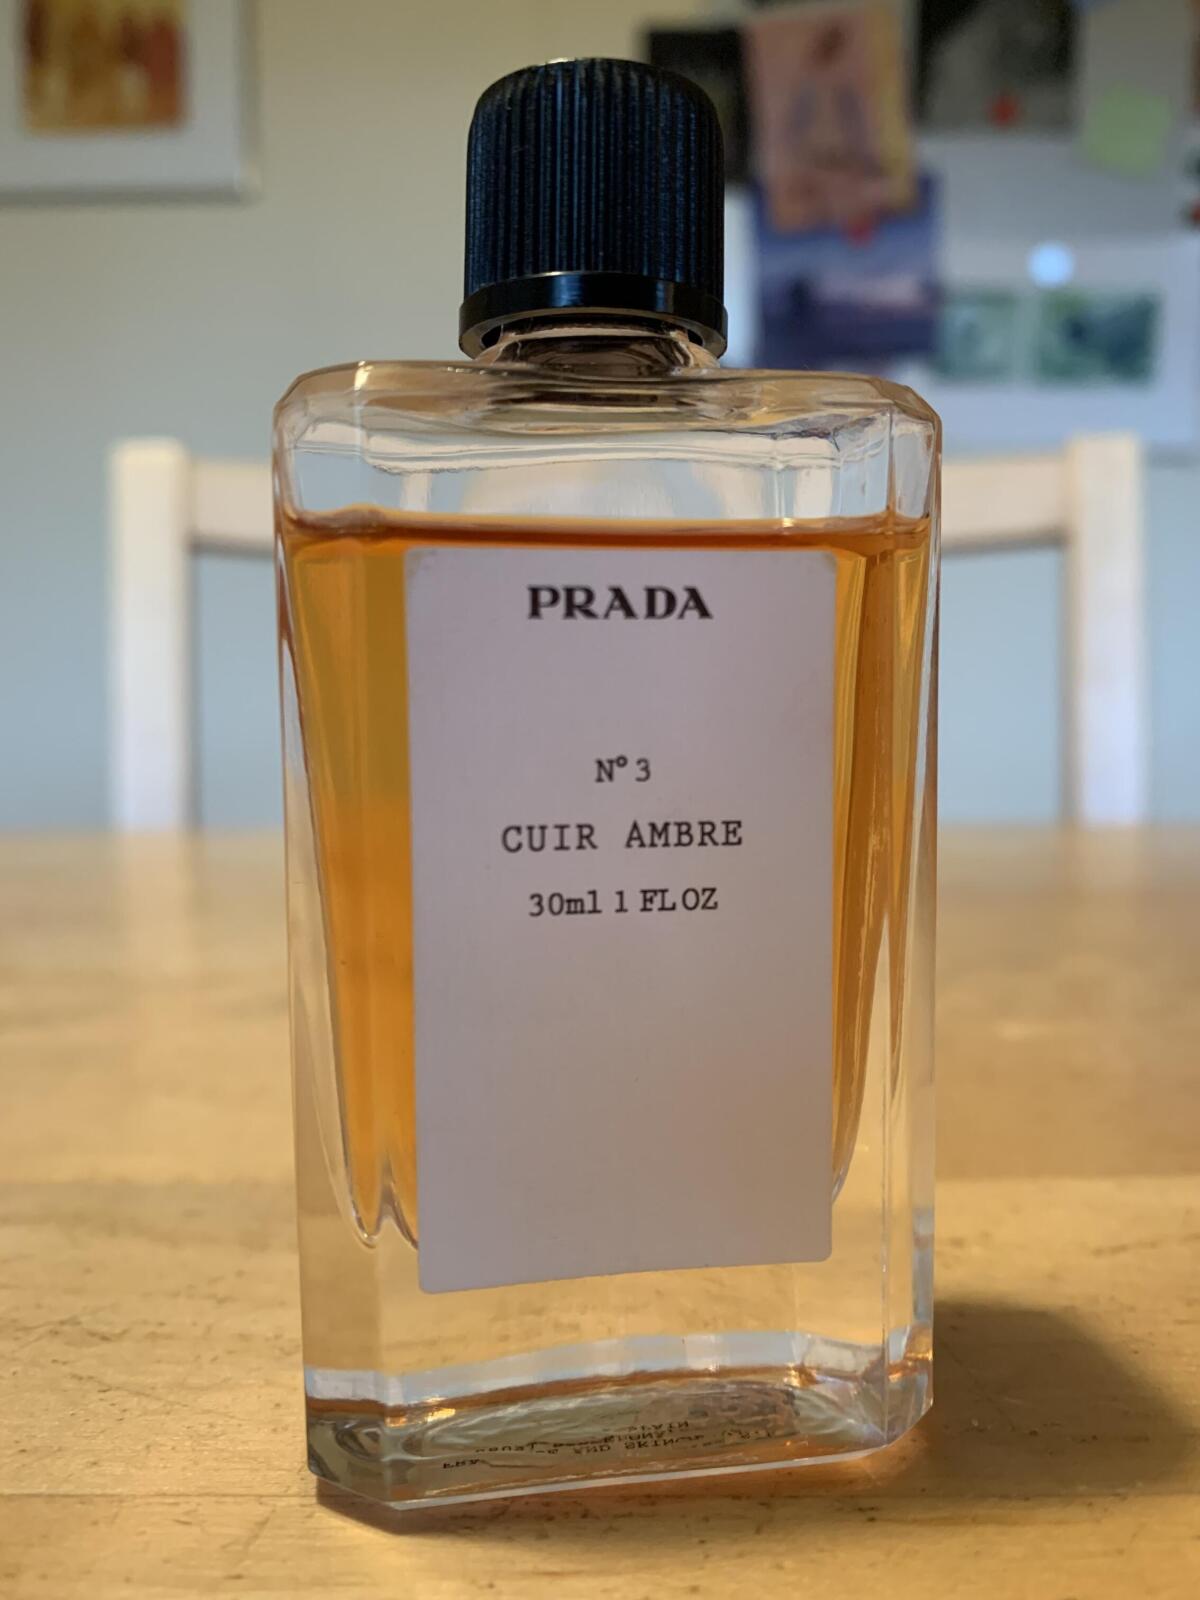 PRADA
N° 3
CUIR AMBRE
30ml 1 FL OZ